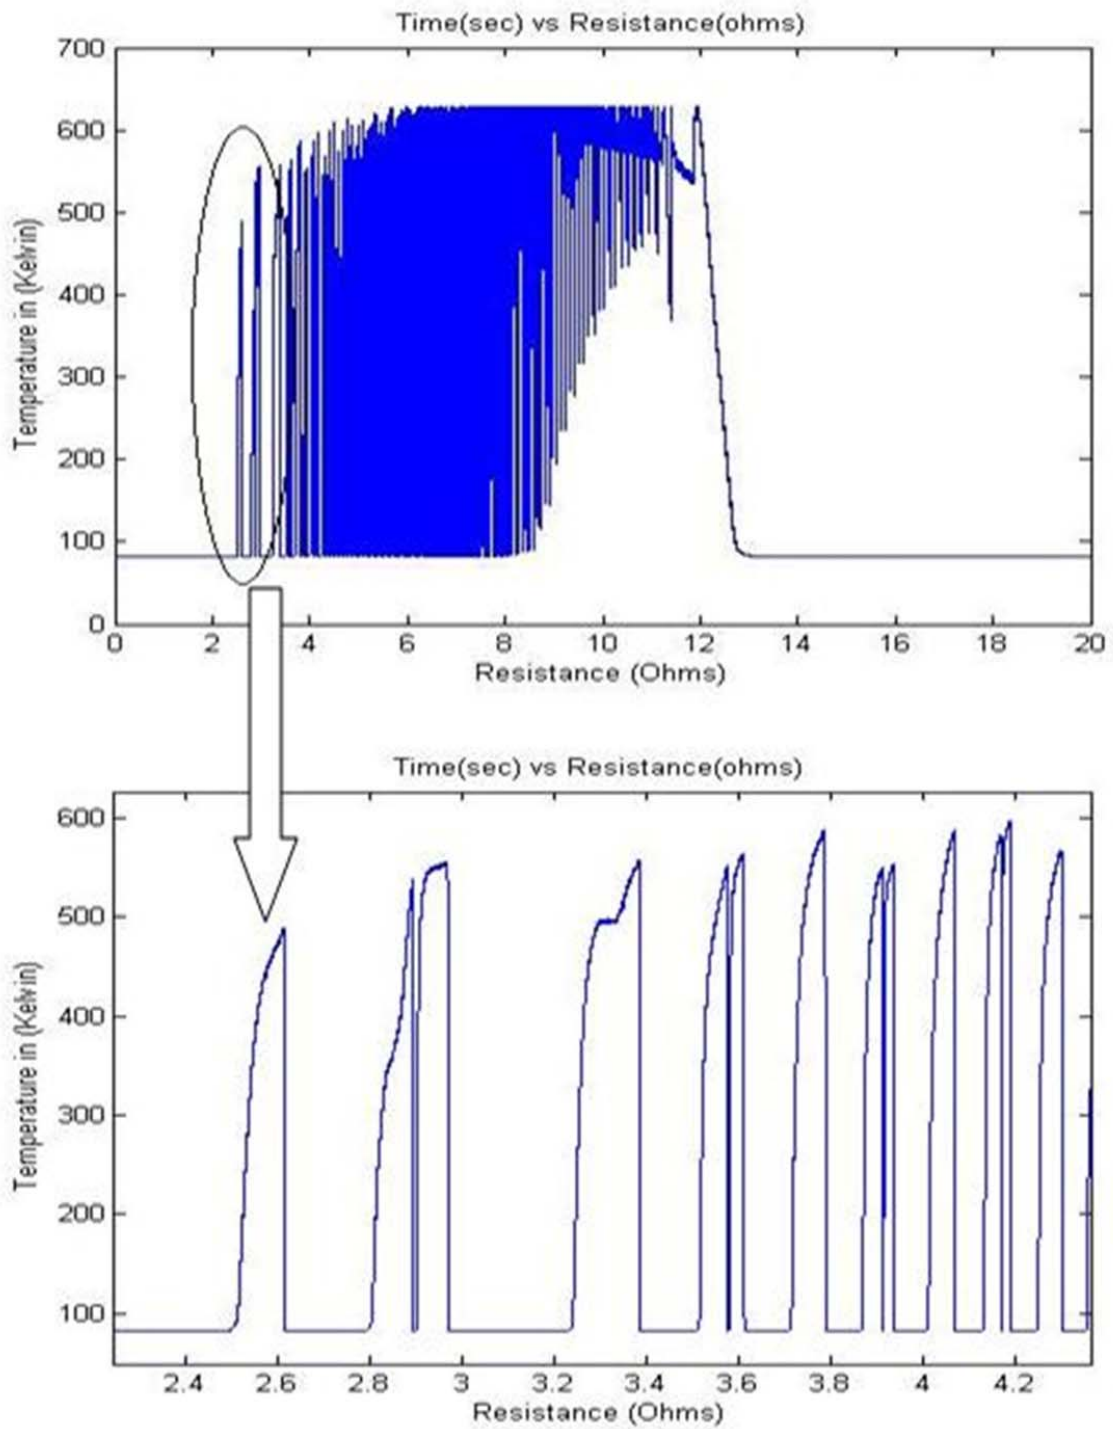 Time(sec) vs Resistance(ohms)
Temperature in (Kelvin)
700
600
500
400
300
200
100
0
0 2 4 6 8 10 12 14 16 18 20
Resistance (Ohms)
Time(sec) vs Resistance(ohms)
Temperature in (Kelvin)
600
500
400
300
200
100
2.4 2.6 2.8 3 3.2 3.4 3.6 3.8 4 4.2
Resistance (Ohms)